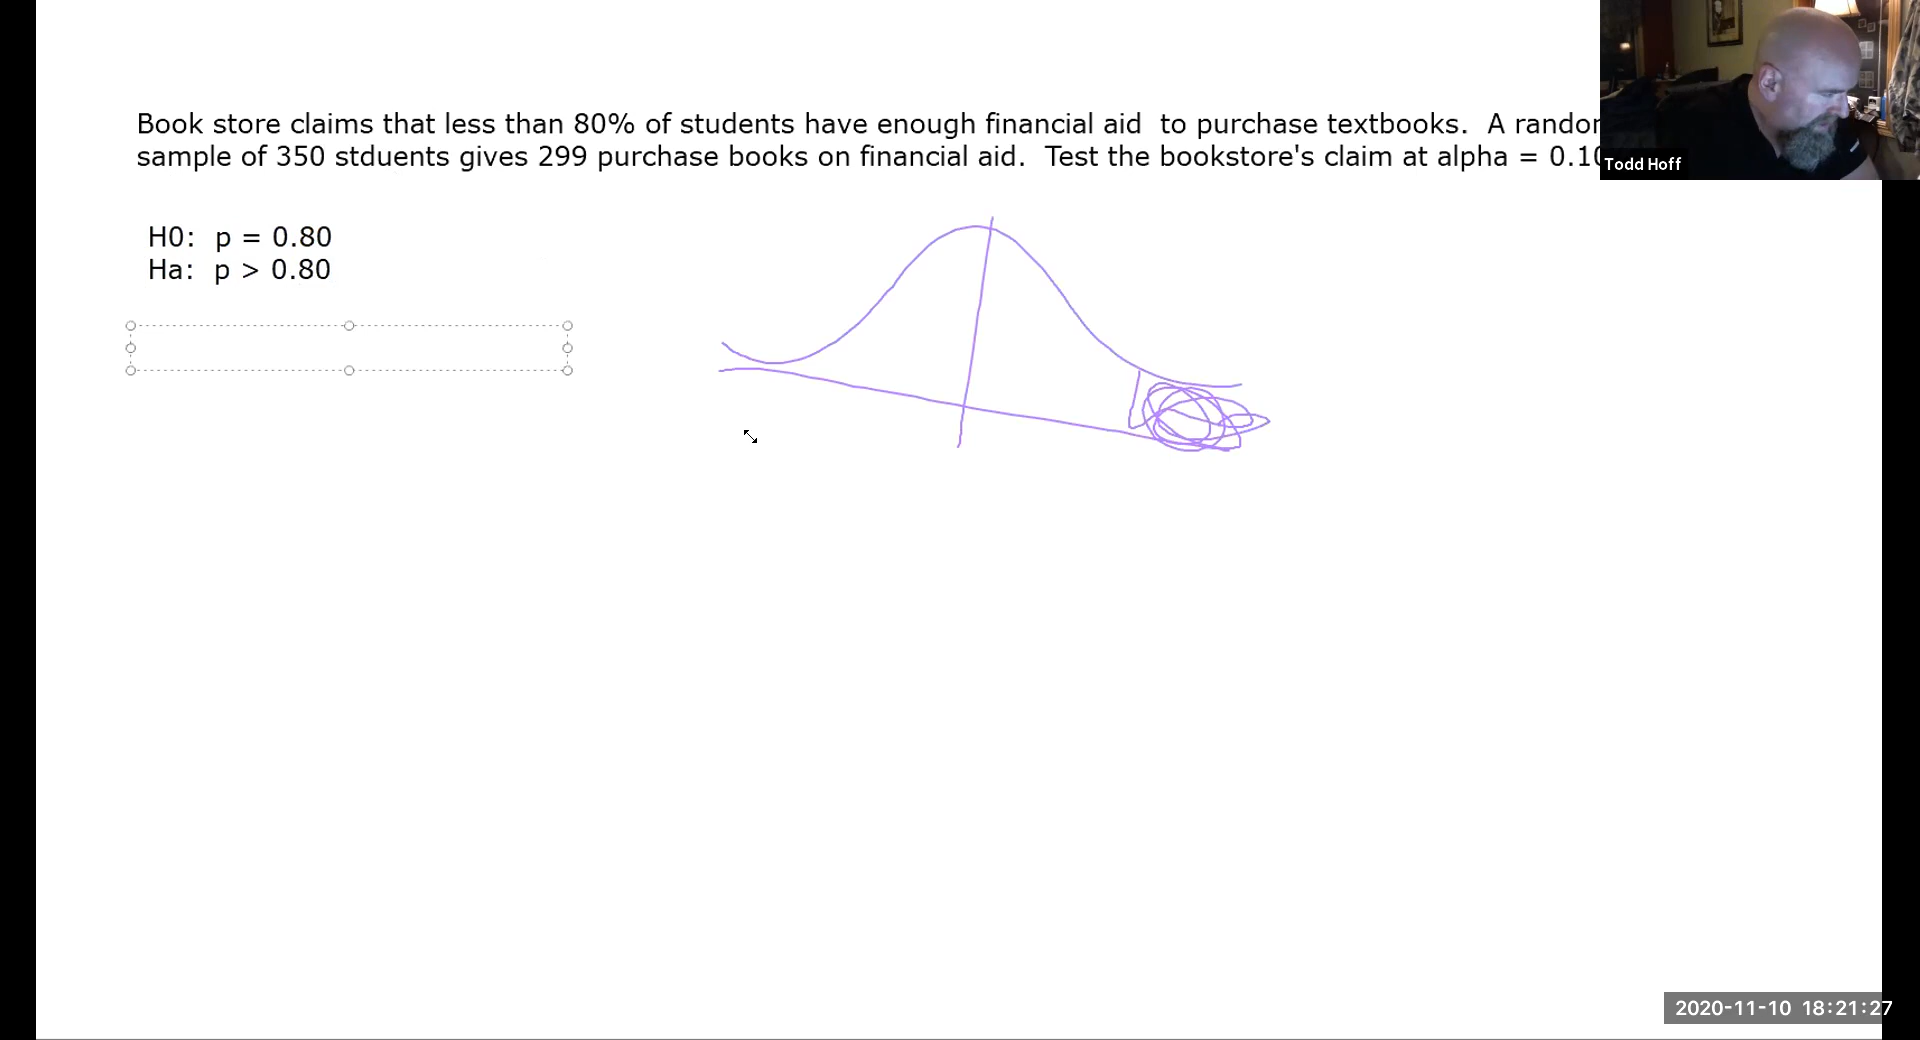 Book store claims that less than 80% of students have enough financial aid to purchase textbooks. A
sample of 350 stduents gives 299 purchase books on financial aid. Test the bookstore's claim at alpha = 0.10
Todd Hoff
H0: p = 0.80
Ha: p > 0.80
2020-11-10 18:21:27